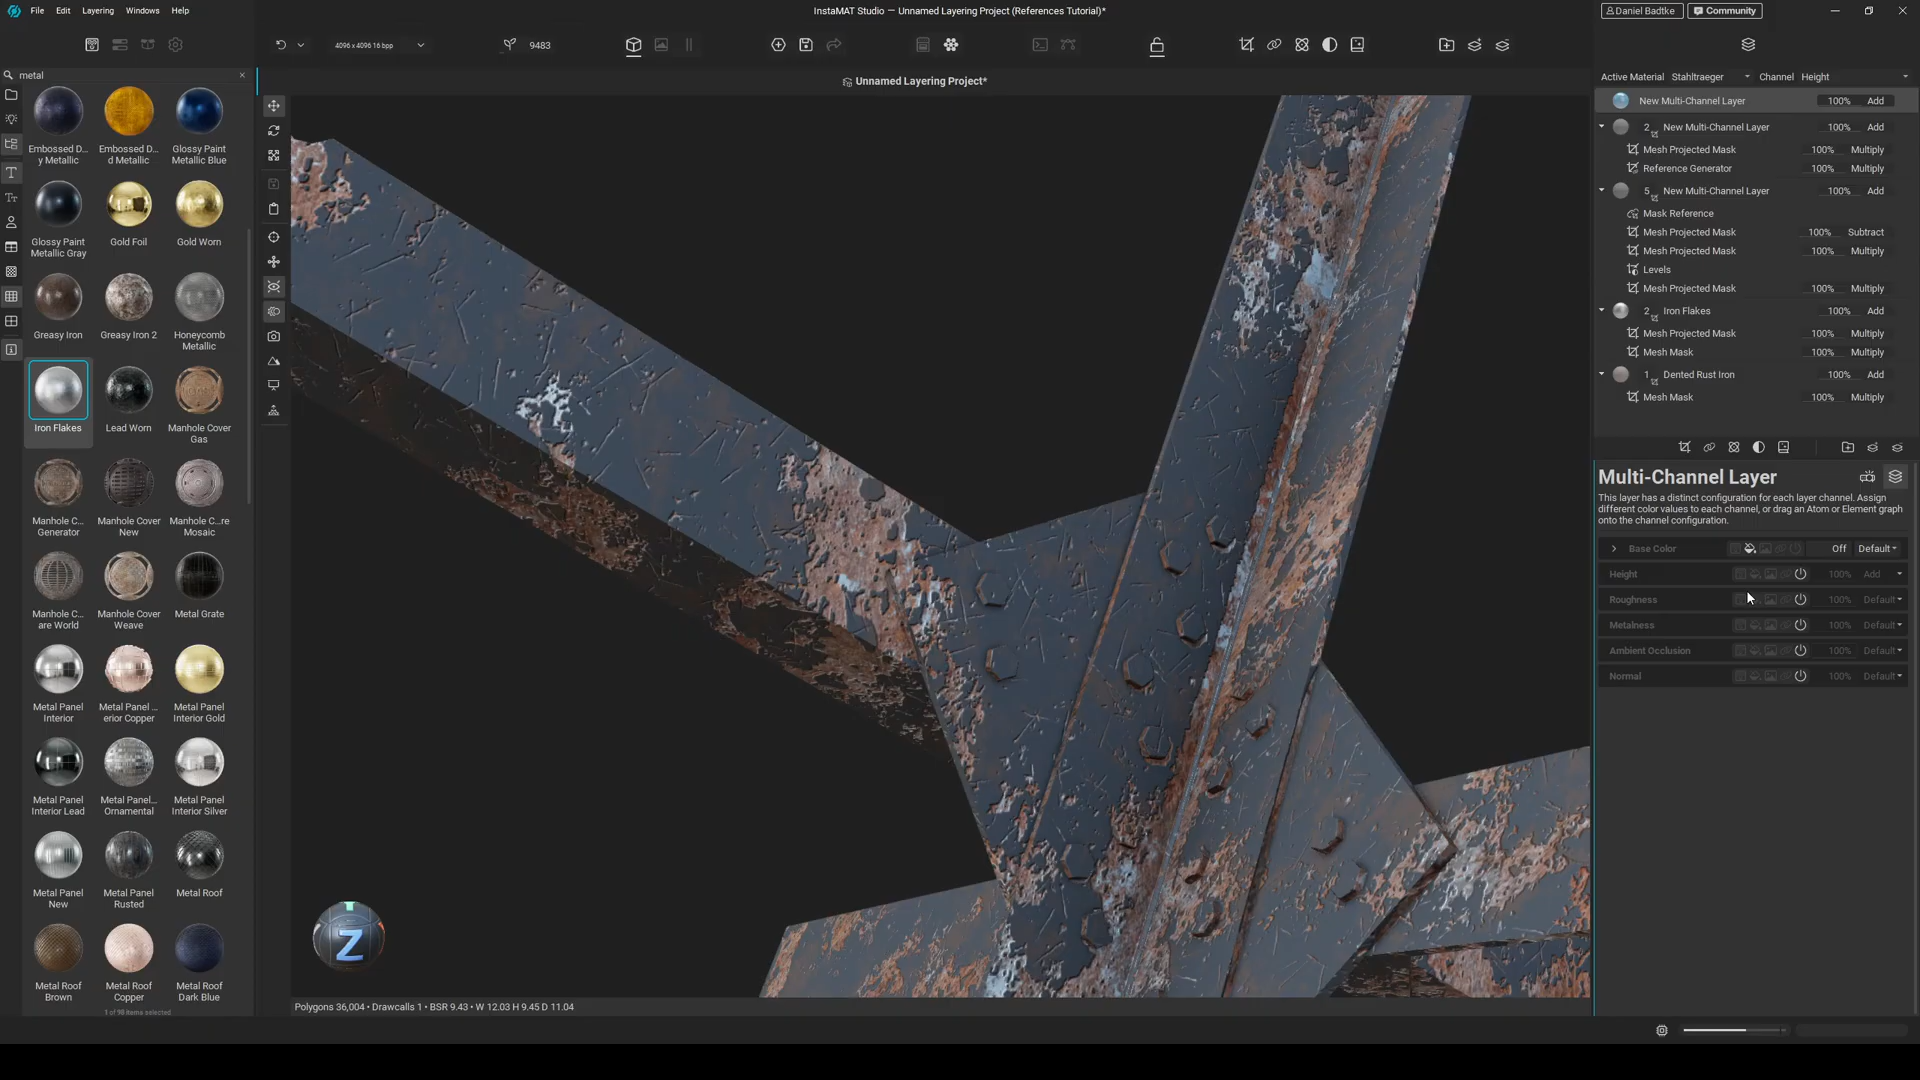 File Edit Layering Windows Help
InstaMAT Studio — Unnamed Layering Project (References Tutorial)*
Daniel Badtke Community
4096 x 4096 16 bpp 9483
metal
Unnamed Layering Project*
Active Material Stahltraeger Channel Height
Embossed D... y Metallic
Embossed D... d Metallic
Glossy Paint Metallic Blue
Glossy Paint Metallic Gray
Gold Foil
Gold Worn
Greasy Iron
Greasy Iron 2
Honeycomb Metallic
Iron Flakes
Lead Worn
Manhole Cover Gas
Manhole C... Generator
Manhole Cover New
Manhole C...re Mosaic
Manhole C... are World
Manhole Cover Weave
Metal Grate
Metal Panel Interior
Metal Panel ... erior Copper
Metal Panel Interior Gold
Metal Panel Interior Lead
Metal Panel... Ornamental
Metal Panel Interior Silver
Metal Panel New
Metal Panel Rusted
Metal Roof
Metal Roof Brown
Metal Roof Copper
Metal Roof Dark Blue
1 of 98 items selected
Z
Polygons 36,004 • Drawcalls 1 • BSR 9.43 • W 12.03 H 9.45 D 11.04
New Multi-Channel Layer 100% Add
2 New Multi-Channel Layer 100% Add
Mesh Projected Mask 100% Multiply
Reference Generator 100% Multiply
5 New Multi-Channel Layer 100% Add
Mask Reference
Mesh Projected Mask 100% Subtract
Mesh Projected Mask 100% Multiply
Levels
Mesh Projected Mask 100% Multiply
2 Iron Flakes 100% Add
Mesh Projected Mask 100% Multiply
Mesh Mask 100% Multiply
1 Dented Rust Iron 100% Add
Mesh Mask 100% Multiply
Multi-Channel Layer
This layer has a distinct configuration for each layer channel. Assign
different color values to each channel, or drag an Atom or Element graph
onto the channel configuration.
Base Color Off Default
Height 100% Add
Roughness 100% Default
Metalness 100% Default
Ambient Occlusion 100% Default
Normal 100% Default